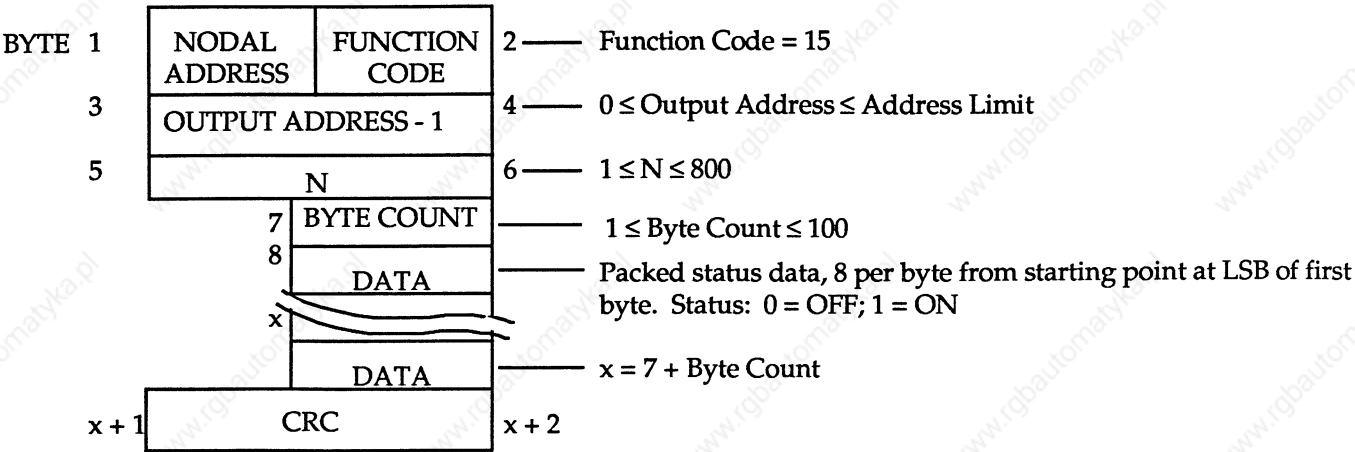 BYTE 1 NODAL ADDRESS FUNCTION CODE 2 Function Code = 15
3 OUTPUT ADDRESS - 1 4 0 ≤ Output Address ≤ Address Limit
5 N 6 1 ≤ N ≤ 800
7 BYTE COUNT 1 ≤ Byte Count ≤ 100
8 DATA Packed status data, 8 per byte from starting point at LSB of first
byte. Status: 0 = OFF; 1 = ON
x
DATA x = 7 + Byte Count
x + 1 CRC x + 2
www.rgbautomatyka.pl